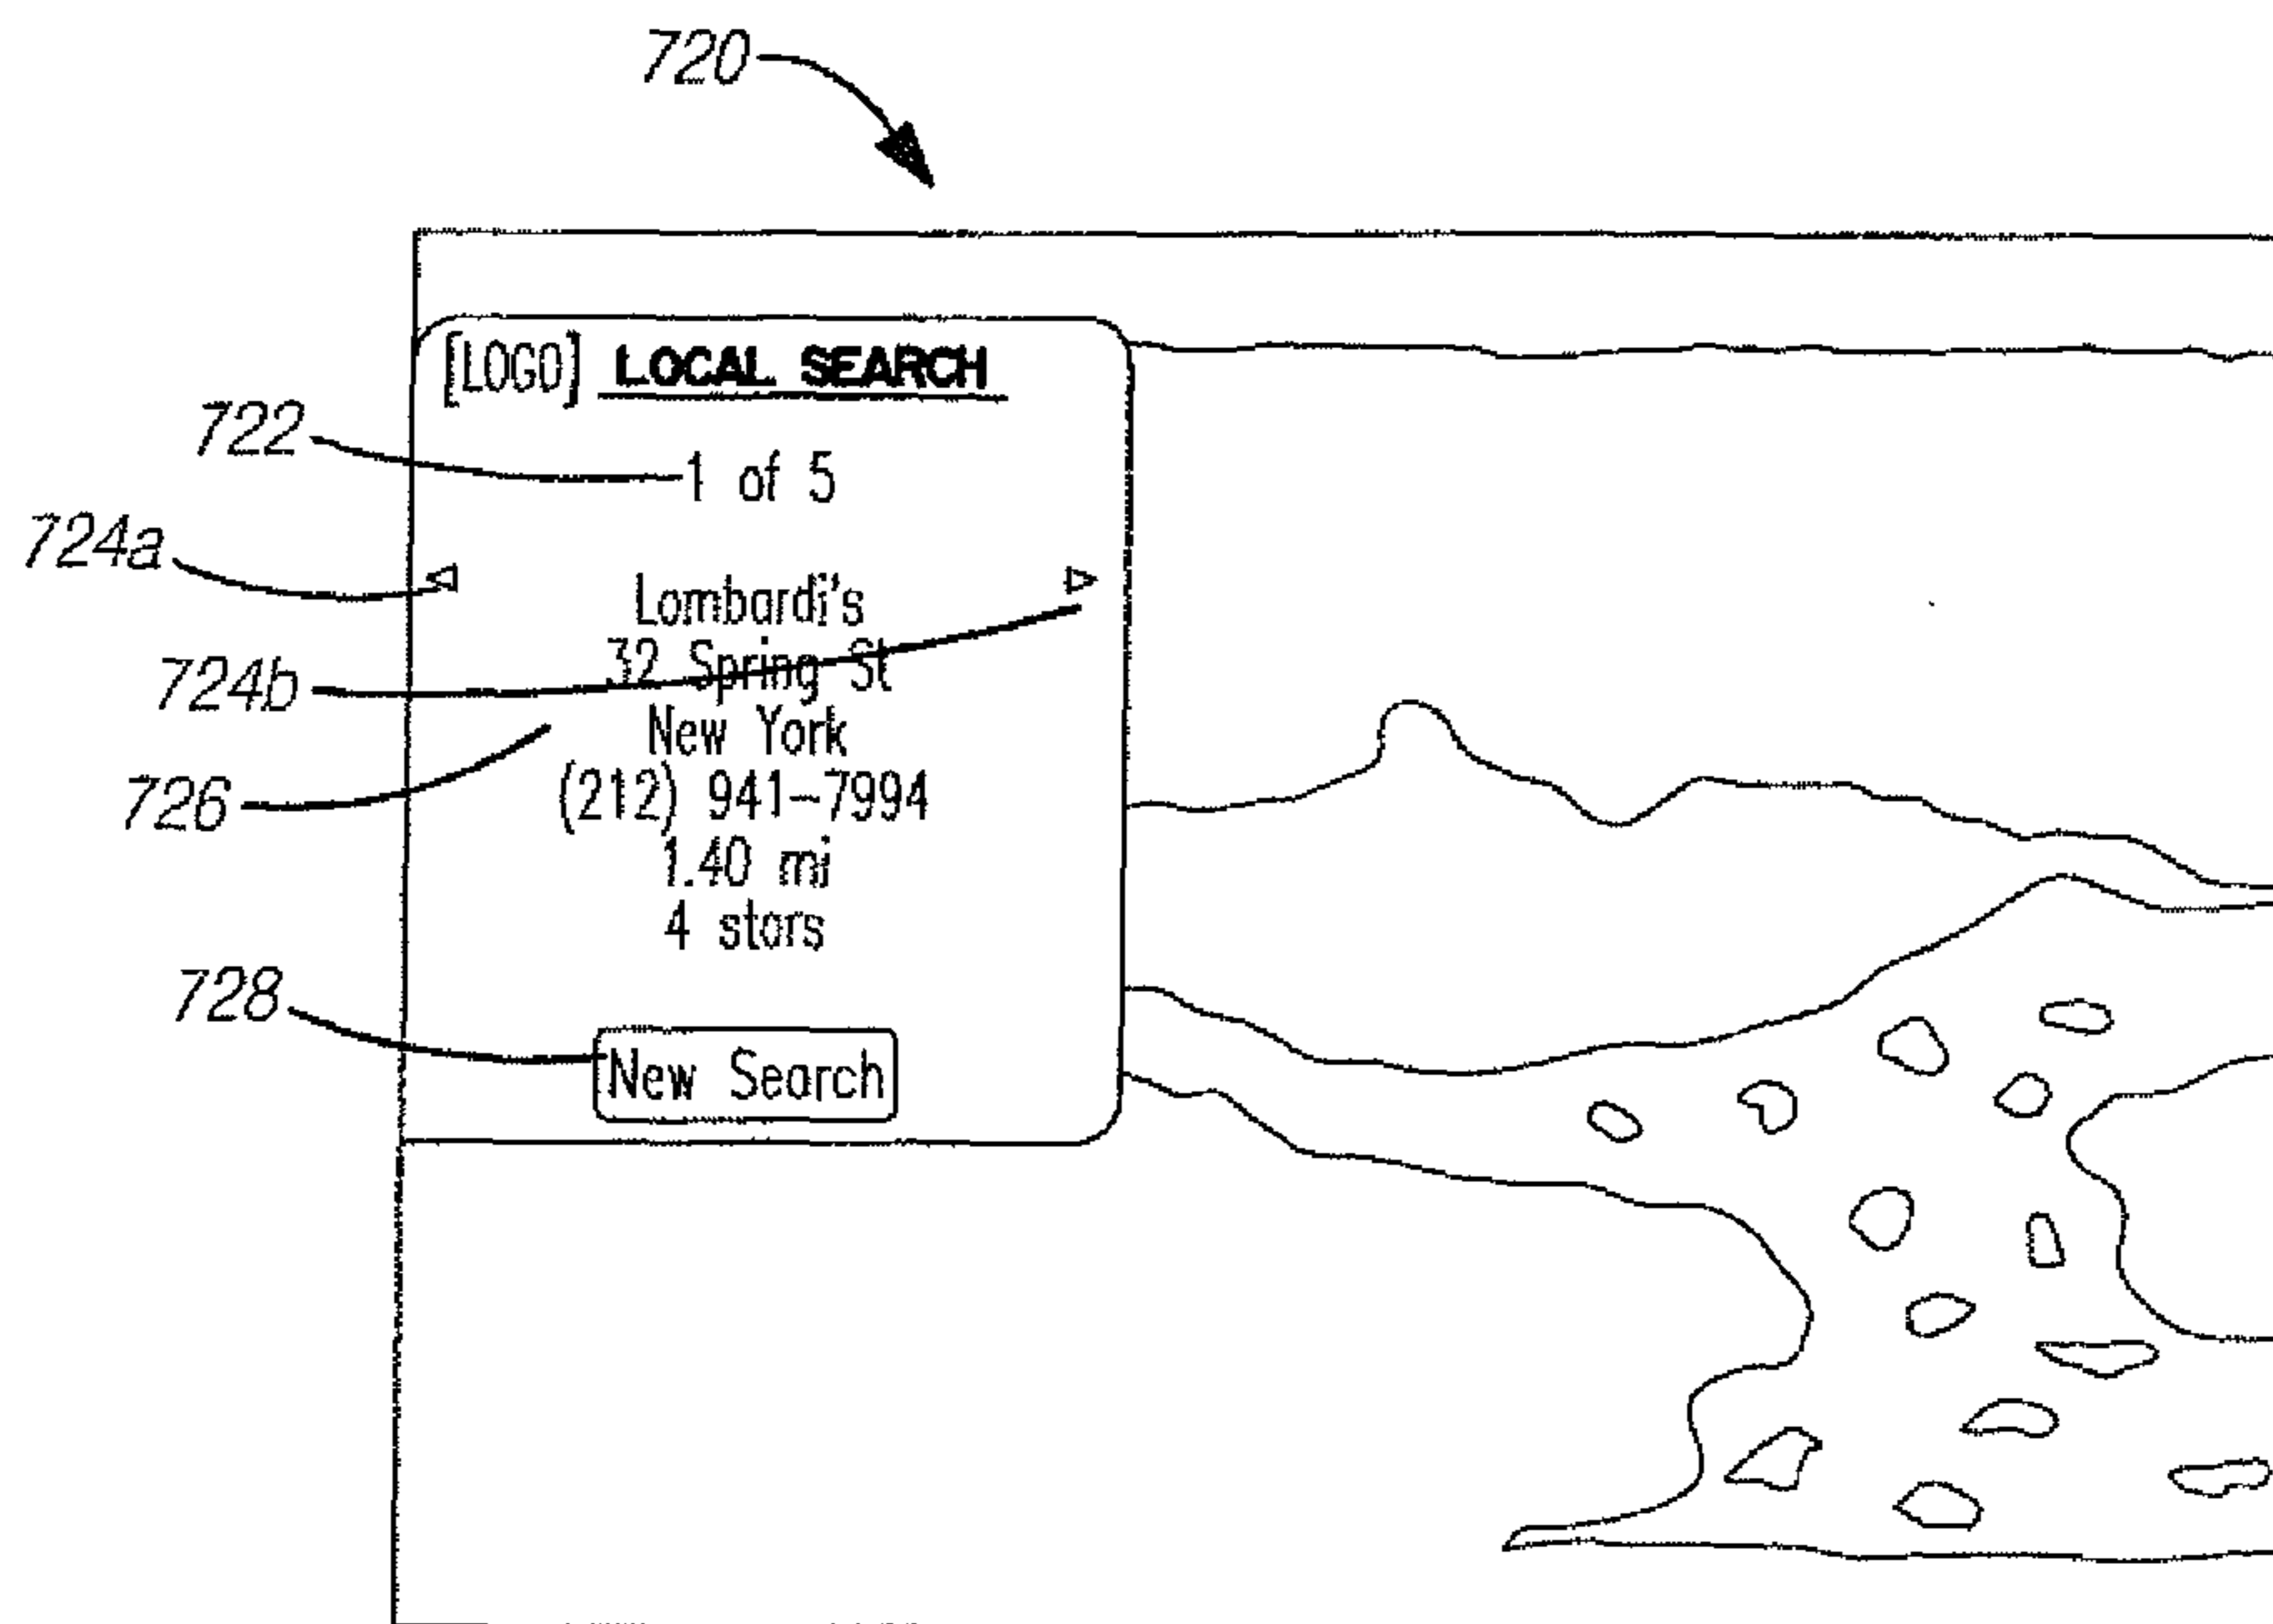 720
[LOGO] LOCAL SEARCH
722
1 of 5
724a
Lombardi's
724b
32 Spring St
New York
726
(212) 941-7994
1.40 mi
4 stars
728
New Search